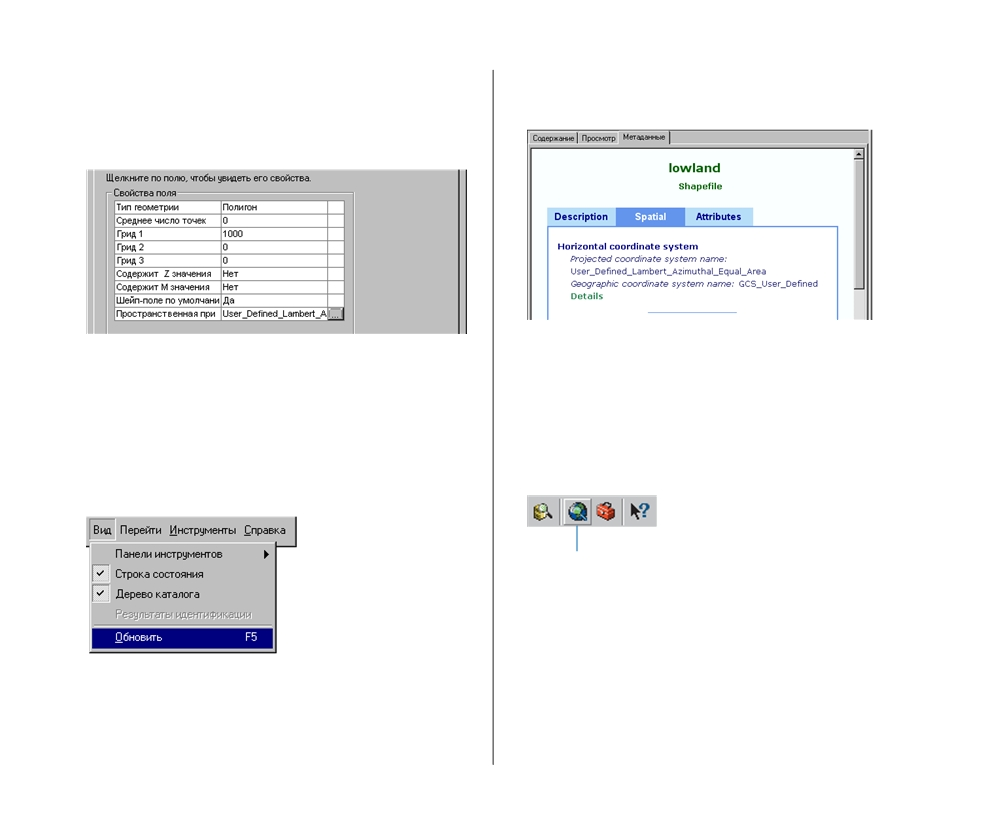 Щелкните по полю, чтобы увидеть его свойства.
Свойства поля
Тип геометрии Полигон
Среднее число точек 0
Грид 1 1000
Грид 2 0
Грид 3 0
Содержит Z значения Нет
Содержит M значения Нет
Шейп-поле по умолчани Да
Пространственная при User_Defined_Lambert_A ...
Вид Перейти Инструменты Справка
Панели инструментов
Строка состояния
Дерево каталога
Результаты идентификации
Обновить F5
Содержание Просмотр Метаданные
lowland
Shapefile
Description Spatial Attributes
Horizontal coordinate system
Projected coordinate system name:
User_Defined_Lambert_Azimuthal_Equal_Area
Geographic coordinate system name: GCS_User_Defined
Details